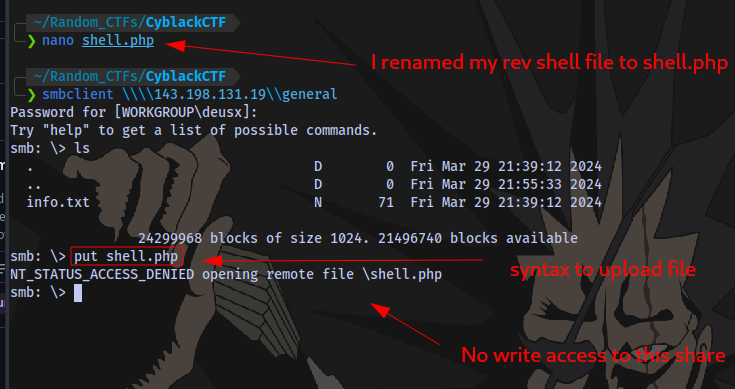 ~/Random_CTFs/CyblackCTF
❯ nano shell.php
I renamed my rev shell file to shell.php
~/Random_CTFs/CyblackCTF
❯ smbclient \\\\143.198.131.19\\general
Password for [WORKGROUP\deusx]:
Try "help" to get a list of possible commands.
smb: \> ls
. D 0 Fri Mar 29 21:39:12 2024
.. D 0 Fri Mar 29 21:55:33 2024
info.txt N 71 Fri Mar 29 21:39:12 2024
24299968 blocks of size 1024. 21496740 blocks available
smb: \> put shell.php
syntax to upload file
NT_STATUS_ACCESS_DENIED opening remote file \shell.php
smb: \>
No write access to this share